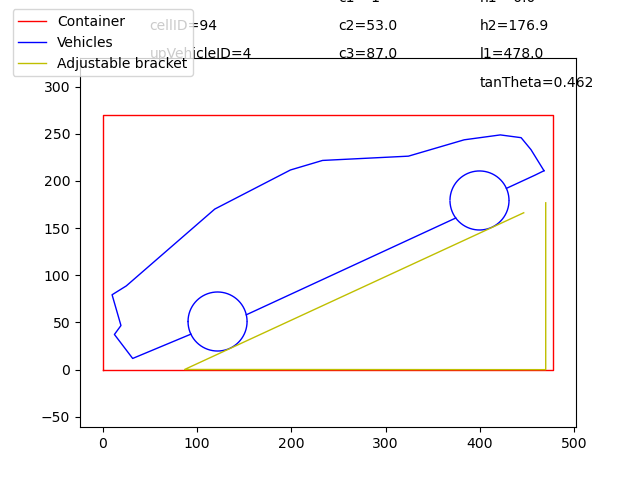 Container
Vehicles
Adjustable bracket
cellID=94
c2=53.0
h2=176.9
upVehicleID=4
c3=87.0
l1=478.0
tanTheta=0.462
300
250
200
150
100
50
0
−50
0 100 200 300 400 500